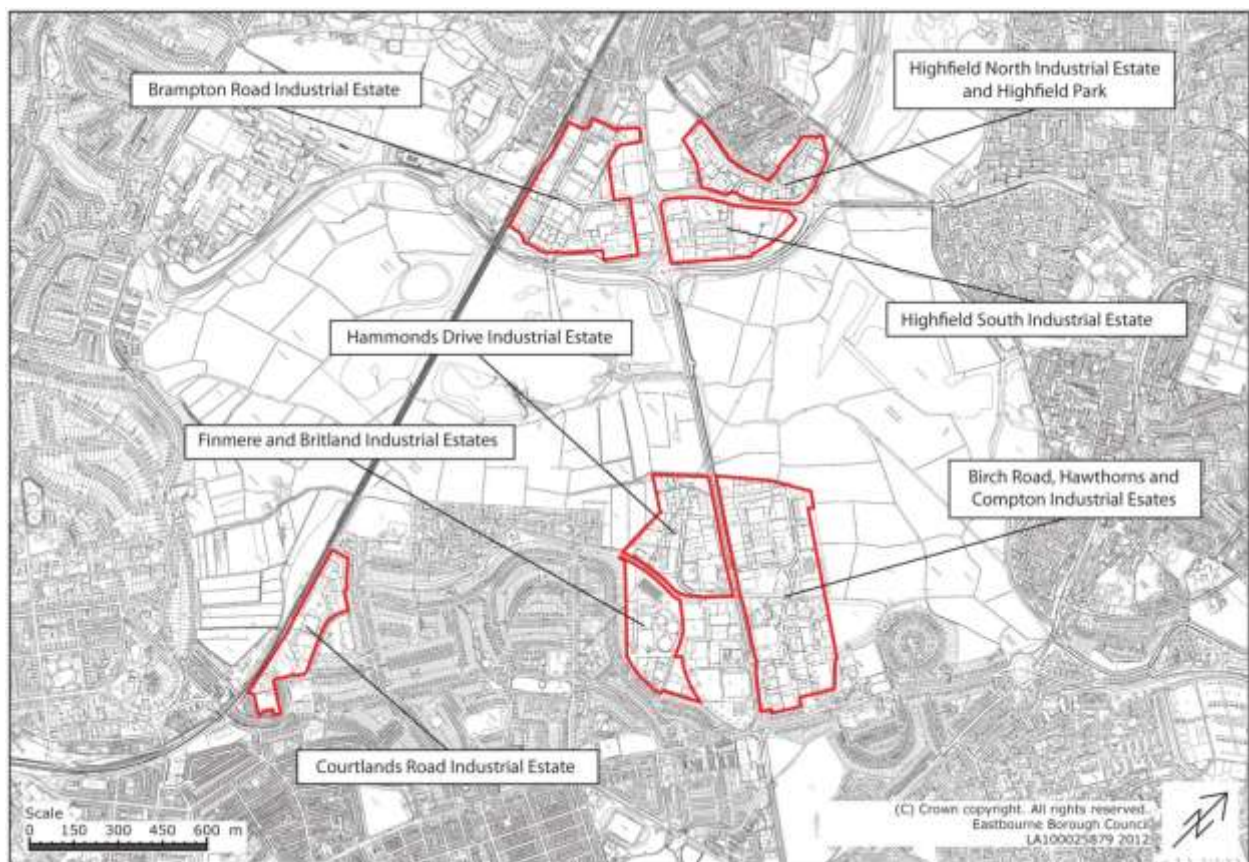 Brampton Road Industrial Estate
Highfield North Industrial Estate
and Highfield Park
Highfield South Industrial Estate
Hammonds Drive Industrial Estate
Finmere and Britland Industrial Estates
Birch Road, Hawthorns and
Compton Industrial Esates
Courtlands Road Industrial Estate
Scale
0 150 300 450 600 m
(C) Crown copyright. All rights reserved.
Eastbourne Borough Council
LA100025879 2012
N